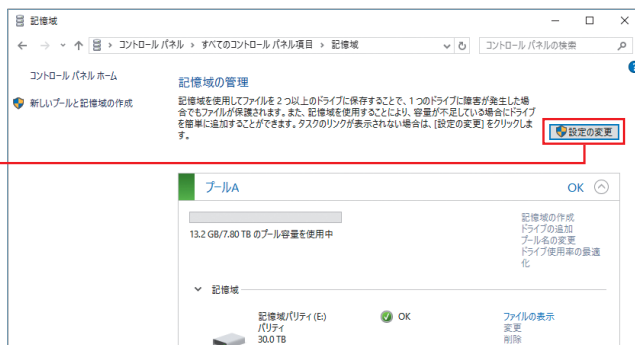 記憶域
コントロール パネル › すべてのコントロール パネル項目 › 記憶域
コントロール パネルの検索
コントロール パネル ホーム
新しいプールと記憶域の作成
記憶域の管理
記憶域を使用してファイルを 2 つ以上のドライブに保存することで、1 つのドライブに障害が発生した場
合でもファイルが保護されます。また、記憶域を使用することにより、容量が不足している場合にドライブ
を簡単に追加することができます。タスクのリンクが表示されない場合は、[設定の変更] をクリックしま
す。
設定の変更
プールA
OK
13.2 GB/7.80 TB のプール容量を使用中
記憶域の作成
ドライブの追加
プール名の変更
ドライブ使用率の最適
化
記憶域
記憶域パリティ (E:)
パリティ
30.0 TB
OK
ファイルの表示
変更
削除